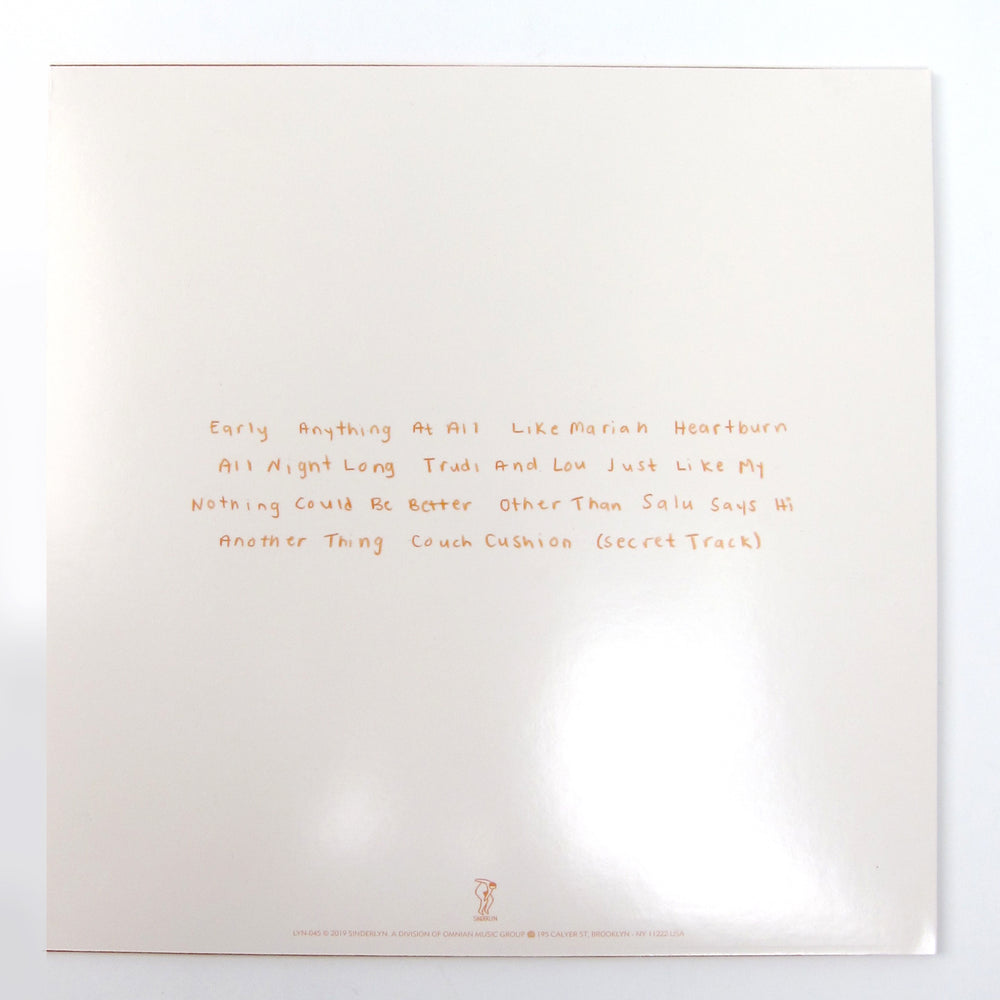 Early Anything At All Like Mariah Heartburn
All Night Long Trudi And Lou Just Like My
Nothing Could Be Better Other Than Salu Says Hi
Another Thing Couch Cushion (Secret Track)
SINDERLYN
LYN-045 © 2019 SINDERLYN. A DIVISION OF OMNIAN MUSIC GROUP 195 CALYER ST, BROOKLYN - NY 11222 USA